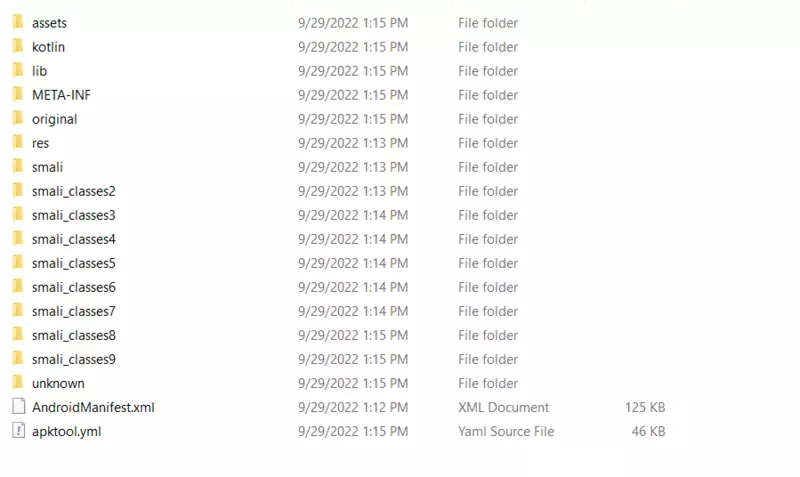 assets 9/29/2022 1:15 PM File folder
kotlin 9/29/2022 1:15 PM File folder
lib 9/29/2022 1:15 PM File folder
META-INF 9/29/2022 1:15 PM File folder
original 9/29/2022 1:15 PM File folder
res 9/29/2022 1:13 PM File folder
smali 9/29/2022 1:13 PM File folder
smali_classes2 9/29/2022 1:13 PM File folder
smali_classes3 9/29/2022 1:14 PM File folder
smali_classes4 9/29/2022 1:14 PM File folder
smali_classes5 9/29/2022 1:14 PM File folder
smali_classes6 9/29/2022 1:14 PM File folder
smali_classes7 9/29/2022 1:14 PM File folder
smali_classes8 9/29/2022 1:15 PM File folder
smali_classes9 9/29/2022 1:15 PM File folder
unknown 9/29/2022 1:15 PM File folder
AndroidManifest.xml 9/29/2022 1:12 PM XML Document 125 KB
apktool.yml 9/29/2022 1:15 PM Yaml Source File 46 KB